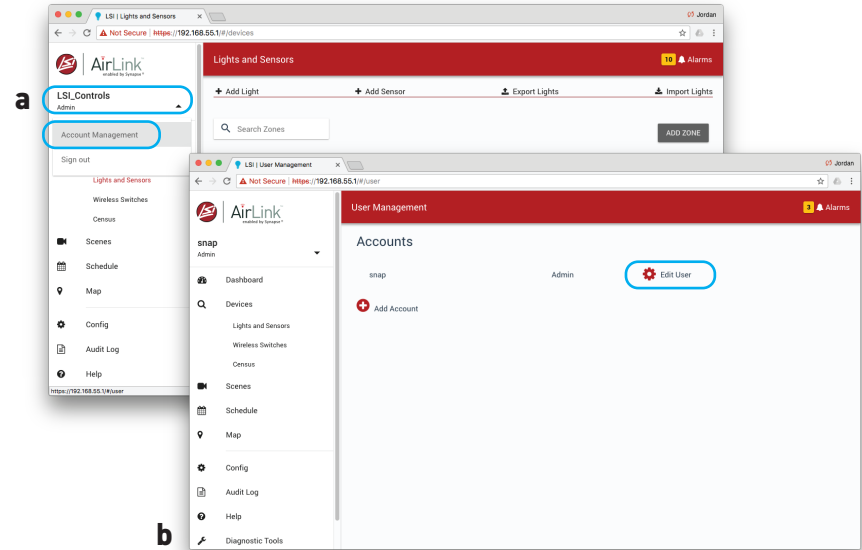 LSI | Lights and Sensors
Jordan
Not Secure | https://192.168.55.1/#/devices
LSI AirLink™
enabled by Synapse®
Lights and Sensors
10 Alarms
a
LSI_Controls
Admin
Add Light
Add Sensor
Export Lights
Import Lights
Account Management
Search Zones
ADD ZONE
Sign out
Lights and Sensors
Wireless Switches
Census
Scenes
Schedule
Map
Config
Audit Log
Help
https://192.168.55.1/#/user
LSI | User Management
Jordan
Not Secure | https://192.168.55.1/#/user
LSI AirLink™
enabled by Synapse®
User Management
3 Alarms
snap
Admin
Accounts
snap
Admin
Edit User
Add Account
Dashboard
Devices
Lights and Sensors
Wireless Switches
Census
Scenes
Schedule
Map
Config
Audit Log
Help
Diagnostic Tools
b